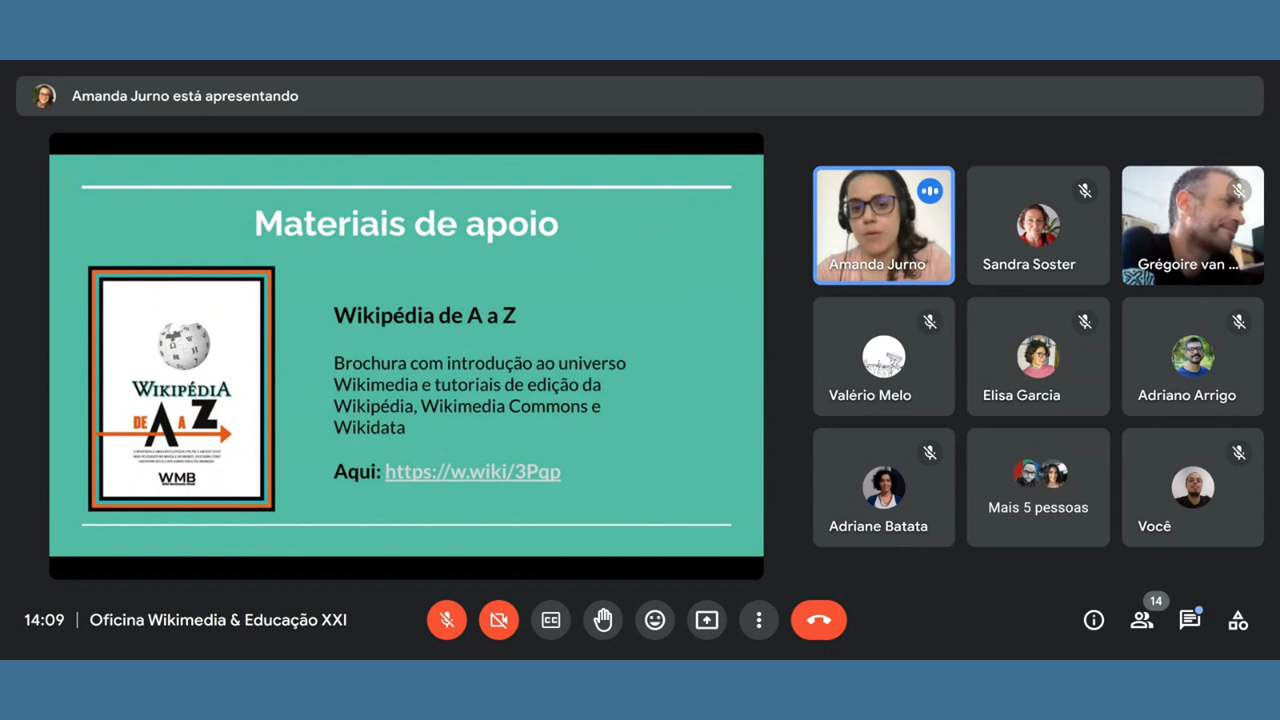 Amanda Jurno está apresentando
Materiais de apoio
WIKIPÉDIA
DE A A Z
WMB
Wikipédia de A a Z
Brochura com introdução ao universo
Wikimedia e tutoriais de edição da
Wikipédia, Wikimedia Commons e
Wikidata
Aqui: https://w.wiki/3Pqp
Amanda Jurno
Sandra Soster
Grégoire van ...
Valério Melo
Elisa Garcia
Adriano Arrigo
Adriane Batata
Mais 5 pessoas
Você
14:09 | Oficina Wikimedia & Educação XXI
CC
14